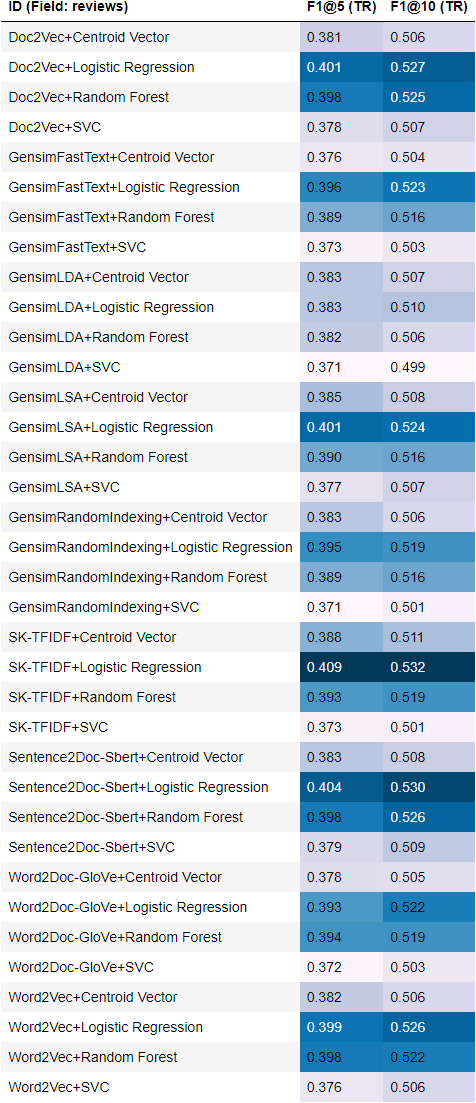 ID (Field: reviews) F1@5 (TR) F1@10 (TR)
Doc2Vec+Centroid Vector 0.381 0.506
Doc2Vec+Logistic Regression 0.401 0.527
Doc2Vec+Random Forest 0.398 0.525
Doc2Vec+SVC 0.378 0.507
GensimFastText+Centroid Vector 0.376 0.504
GensimFastText+Logistic Regression 0.396 0.523
GensimFastText+Random Forest 0.389 0.516
GensimFastText+SVC 0.373 0.503
GensimLDA+Centroid Vector 0.383 0.507
GensimLDA+Logistic Regression 0.383 0.510
GensimLDA+Random Forest 0.382 0.506
GensimLDA+SVC 0.371 0.499
GensimLSA+Centroid Vector 0.385 0.508
GensimLSA+Logistic Regression 0.401 0.524
GensimLSA+Random Forest 0.390 0.516
GensimLSA+SVC 0.377 0.507
GensimRandomIndexing+Centroid Vector 0.383 0.506
GensimRandomIndexing+Logistic Regression 0.395 0.519
GensimRandomIndexing+Random Forest 0.389 0.516
GensimRandomIndexing+SVC 0.371 0.501
SK-TFIDF+Centroid Vector 0.388 0.511
SK-TFIDF+Logistic Regression 0.409 0.532
SK-TFIDF+Random Forest 0.393 0.519
SK-TFIDF+SVC 0.373 0.501
Sentence2Doc-Sbert+Centroid Vector 0.383 0.508
Sentence2Doc-Sbert+Logistic Regression 0.404 0.530
Sentence2Doc-Sbert+Random Forest 0.398 0.526
Sentence2Doc-Sbert+SVC 0.379 0.509
Word2Doc-GloVe+Centroid Vector 0.378 0.505
Word2Doc-GloVe+Logistic Regression 0.393 0.522
Word2Doc-GloVe+Random Forest 0.394 0.519
Word2Doc-GloVe+SVC 0.372 0.503
Word2Vec+Centroid Vector 0.382 0.506
Word2Vec+Logistic Regression 0.399 0.526
Word2Vec+Random Forest 0.398 0.522
Word2Vec+SVC 0.376 0.506